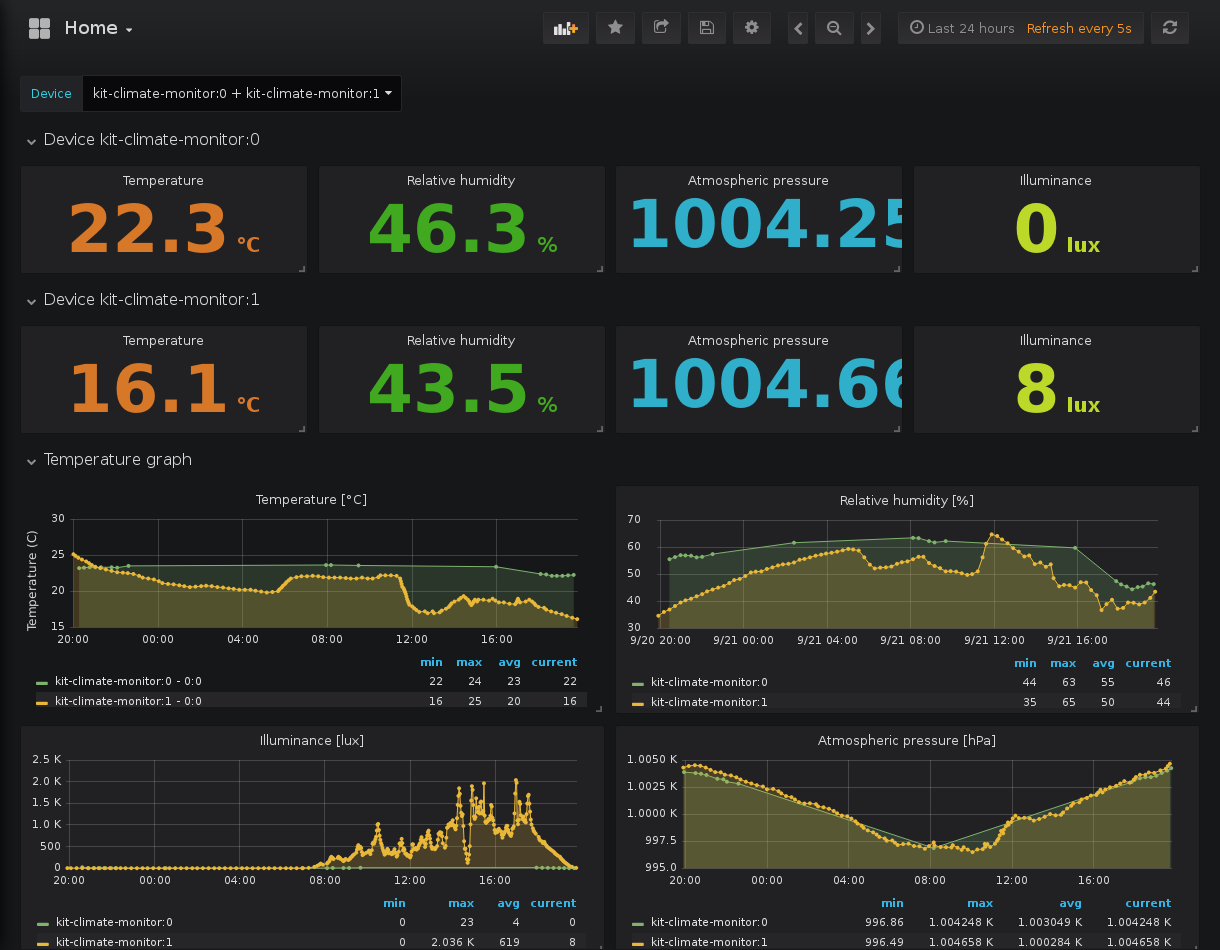 Home
Last 24 hours Refresh every 5s
Device kit-climate-monitor:0 + kit-climate-monitor:1
Device kit-climate-monitor:0
Temperature Relative humidity Atmospheric pressure Illuminance
22.3 °C 46.3 % 1004.25 0 lux
Device kit-climate-monitor:1
Temperature Relative humidity Atmospheric pressure Illuminance
16.1 °C 43.5 % 1004.66 8 lux
Temperature graph
Temperature [°C]
Temperature (C)
30
25
20
15
20:00 00:00 04:00 08:00 12:00 16:00
min max avg current
kit-climate-monitor:0 - 0:0 22 24 23 22
kit-climate-monitor:1 - 0:0 16 25 20 16
Relative humidity [%]
70
60
50
40
30
9/20 20:00 9/21 00:00 9/21 04:00 9/21 08:00 9/21 12:00 9/21 16:00
min max avg current
kit-climate-monitor:0 44 63 55 46
kit-climate-monitor:1 35 65 50 44
Illuminance [lux]
2.5 K
2.0 K
1.5 K
1.0 K
500
0
20:00 00:00 04:00 08:00 12:00 16:00
min max avg current
kit-climate-monitor:0 0 23 4 0
kit-climate-monitor:1 0 2.036 K 619 8
Atmospheric pressure [hPa]
1.0050 K
1.0025 K
1.0000 K
997.5
995.0
20:00 00:00 04:00 08:00 12:00 16:00
min max avg current
kit-climate-monitor:0 996.86 1.004248 K 1.003049 K 1.004248 K
kit-climate-monitor:1 996.49 1.004658 K 1.000284 K 1.004658 K